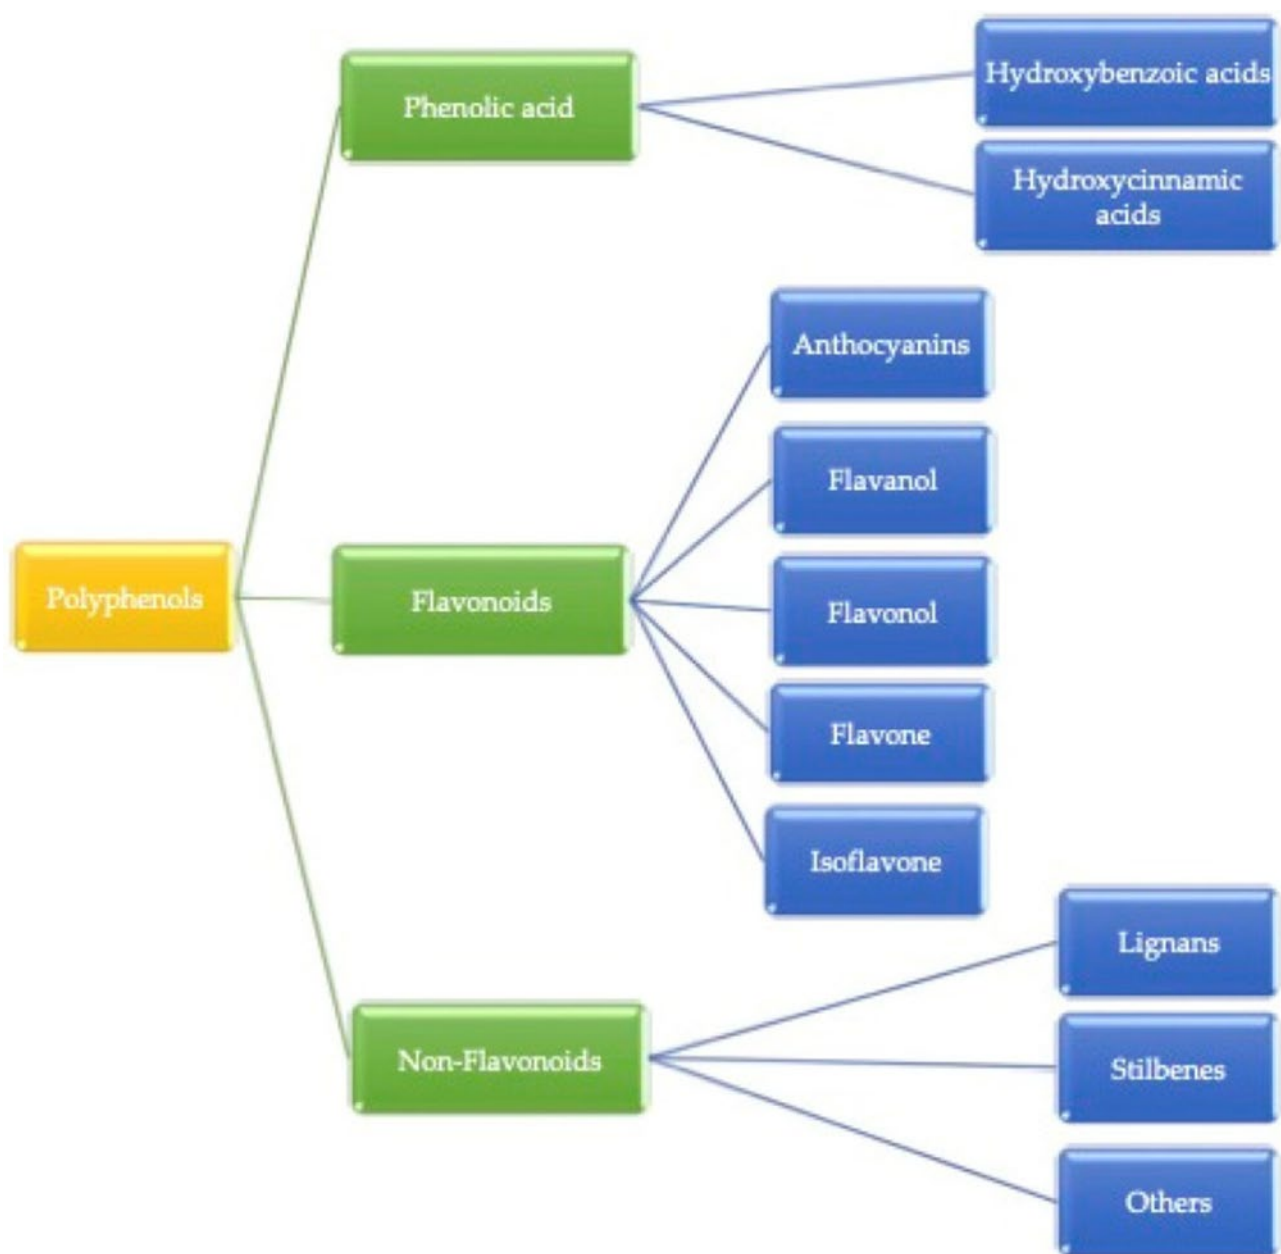 Phenolic acid
Hydroxybenzoic acids
Hydroxycinnamic
acids
Anthocyanins
Flavanol
Polyphenols
Flavonoids
Flavonol
Flavone
Isoflavone
Non-Flavonoids
Lignans
Stilbenes
Others